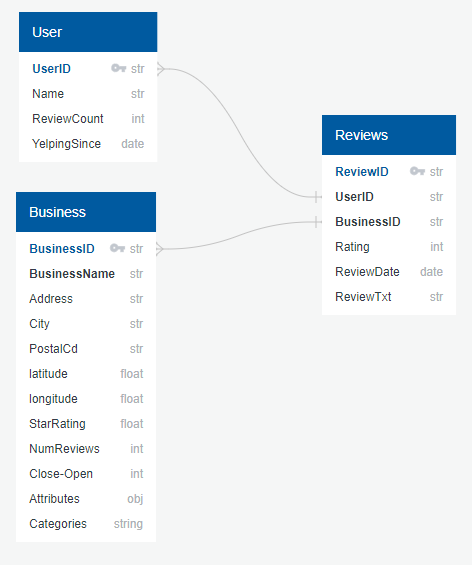 User
UserID str
Name str
ReviewCount int
YelpingSince date
Business
BusinessID str
BusinessName str
Address str
City str
PostalCd str
latitude float
longitude float
StarRating float
NumReviews int
Close-Open int
Attributes obj
Categories string
Reviews
ReviewID str
UserID str
BusinessID str
Rating int
ReviewDate date
ReviewTxt str